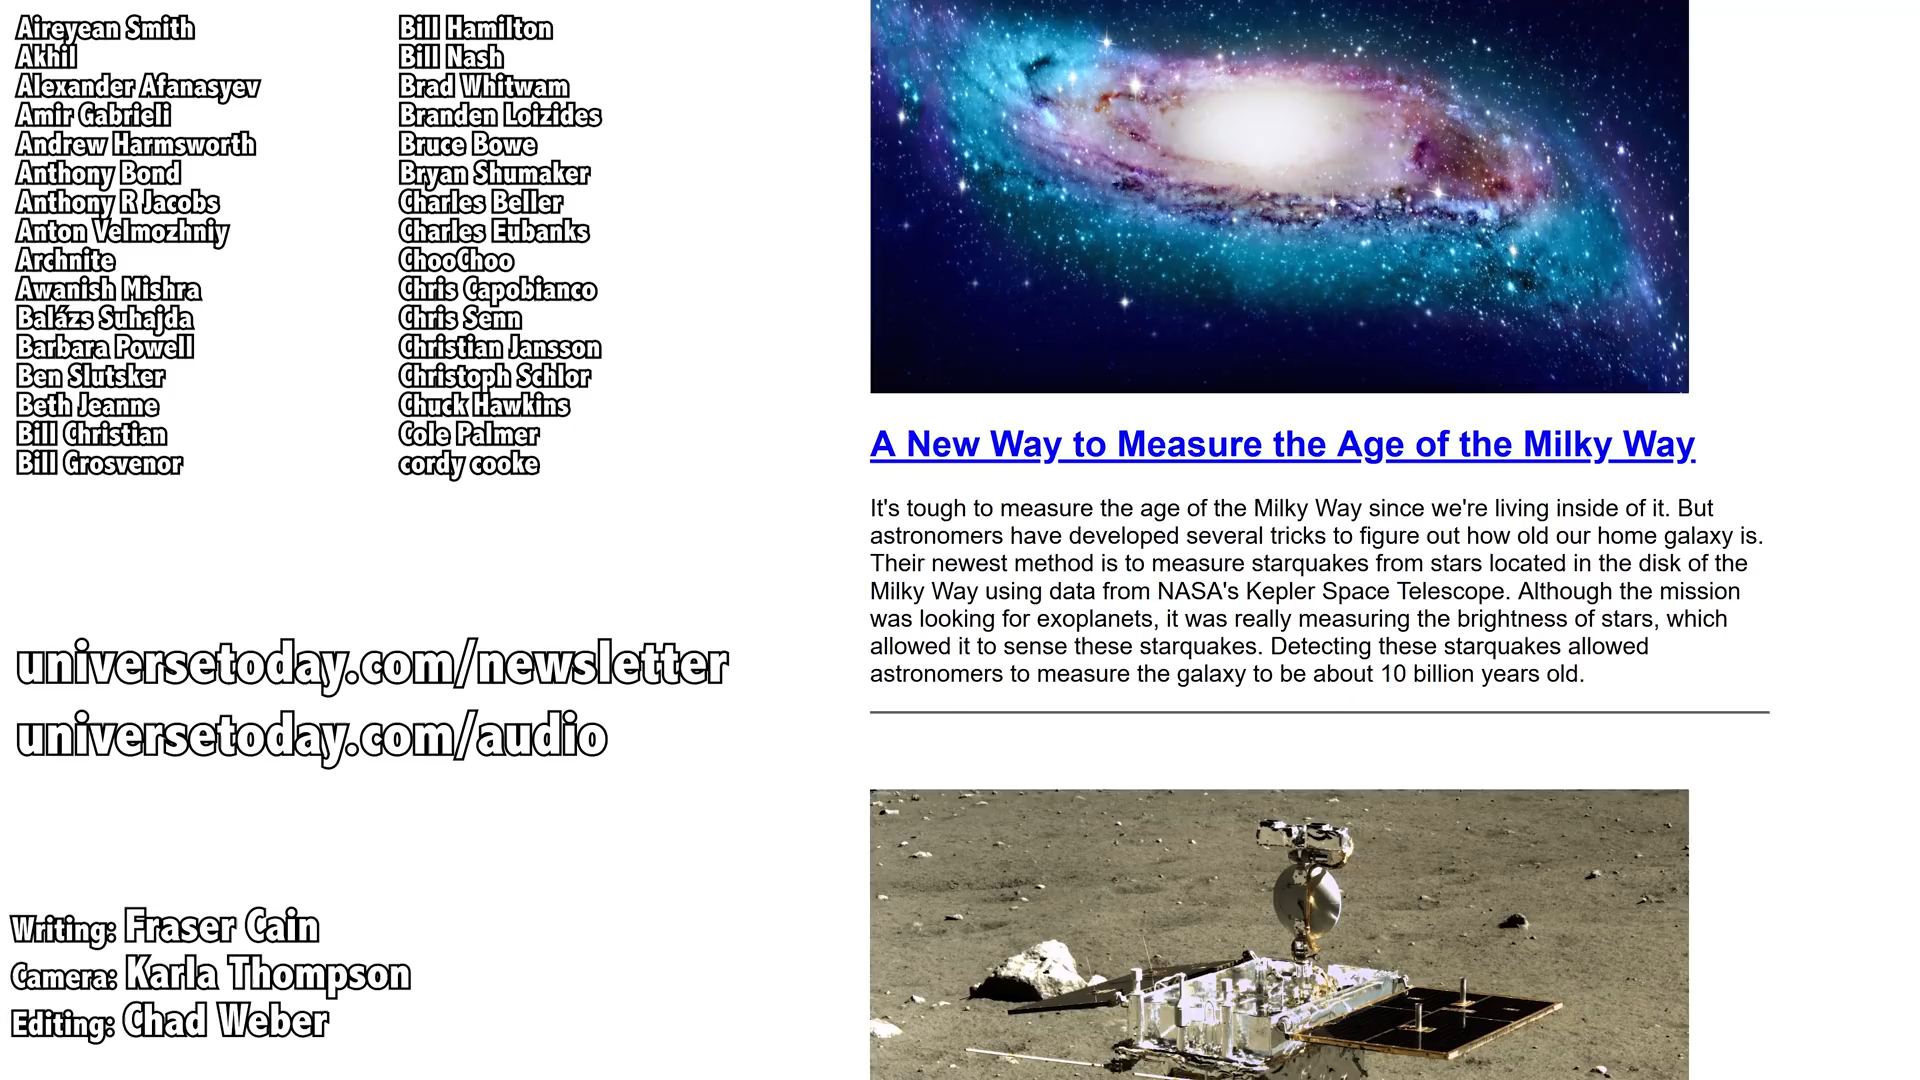 Aireyean Smith
Akhil
Alexander Afanasyev
Amir Gabrieli
Andrew Harmsworth
Anthony Bond
Anthony R Jacobs
Anton Velmozhniy
Archnite
Awanish Mishra
Balázs Suhajda
Barbara Powell
Ben Slutsker
Beth Jeanne
Bill Christian
Bill Grosvenor
Bill Hamilton
Bill Nash
Brad Whitwam
Branden Loizides
Bruce Bowe
Bryan Shumaker
Charles Beller
Charles Eubanks
ChooChoo
Chris Capobianco
Chris Senn
Christian Jansson
Christoph Schlor
Chuck Hawkins
Cole Palmer
cordy cooke
universetoday.com/newsletter
universetoday.com/audio
Writing: Fraser Cain
Camera: Karla Thompson
Editing: Chad Weber
A New Way to Measure the Age of the Milky Way
It's tough to measure the age of the Milky Way since we're living inside of it. But
astronomers have developed several tricks to figure out how old our home galaxy is.
Their newest method is to measure starquakes from stars located in the disk of the
Milky Way using data from NASA's Kepler Space Telescope. Although the mission
was looking for exoplanets, it was really measuring the brightness of stars, which
allowed it to sense these starquakes. Detecting these starquakes allowed
astronomers to measure the galaxy to be about 10 billion years old.